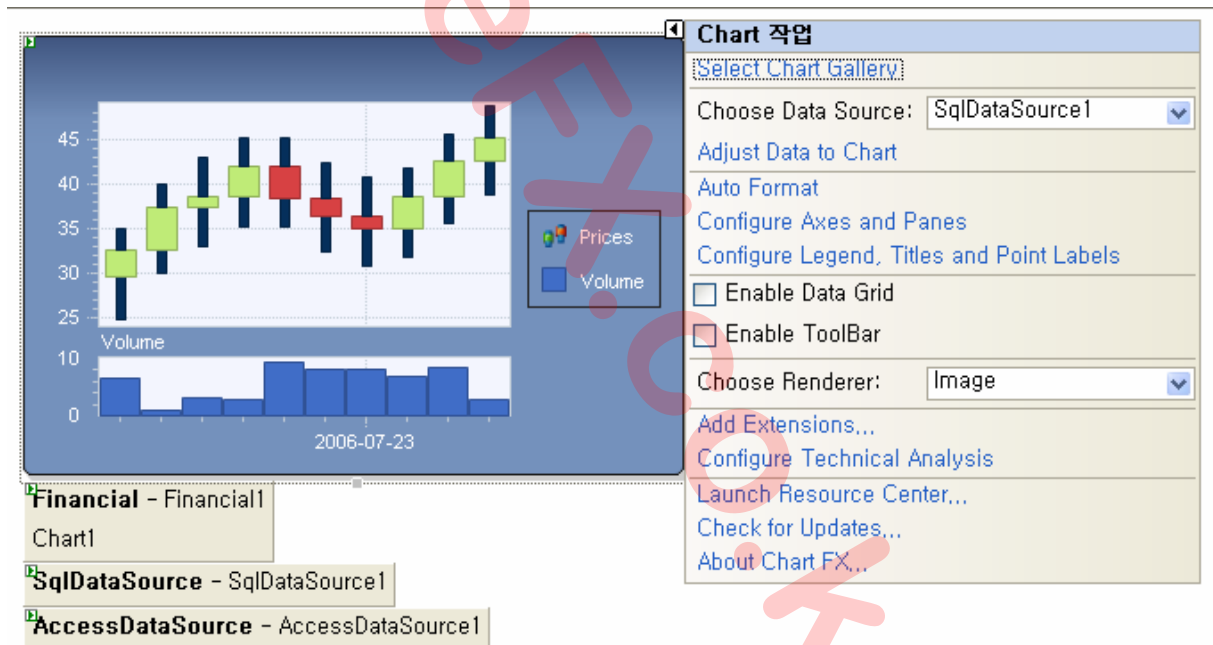 Chart 작업
Select Chart Gallery
Choose Data Source: SqlDataSource1
Adjust Data to Chart
Auto Format
Configure Axes and Panes
Configure Legend, Titles and Point Labels
Enable Data Grid
Enable ToolBar
Choose Renderer: Image
Add Extensions...
Configure Technical Analysis
Launch Resource Center...
Check for Updates...
About Chart FX...
45
40
35
30
25
Prices
Volume
Volume
10
0
2006-07-23
Financial - Financial1
Chart1
SqlDataSource - SqlDataSource1
AccessDataSource - AccessDataSource1
eFX.co.k